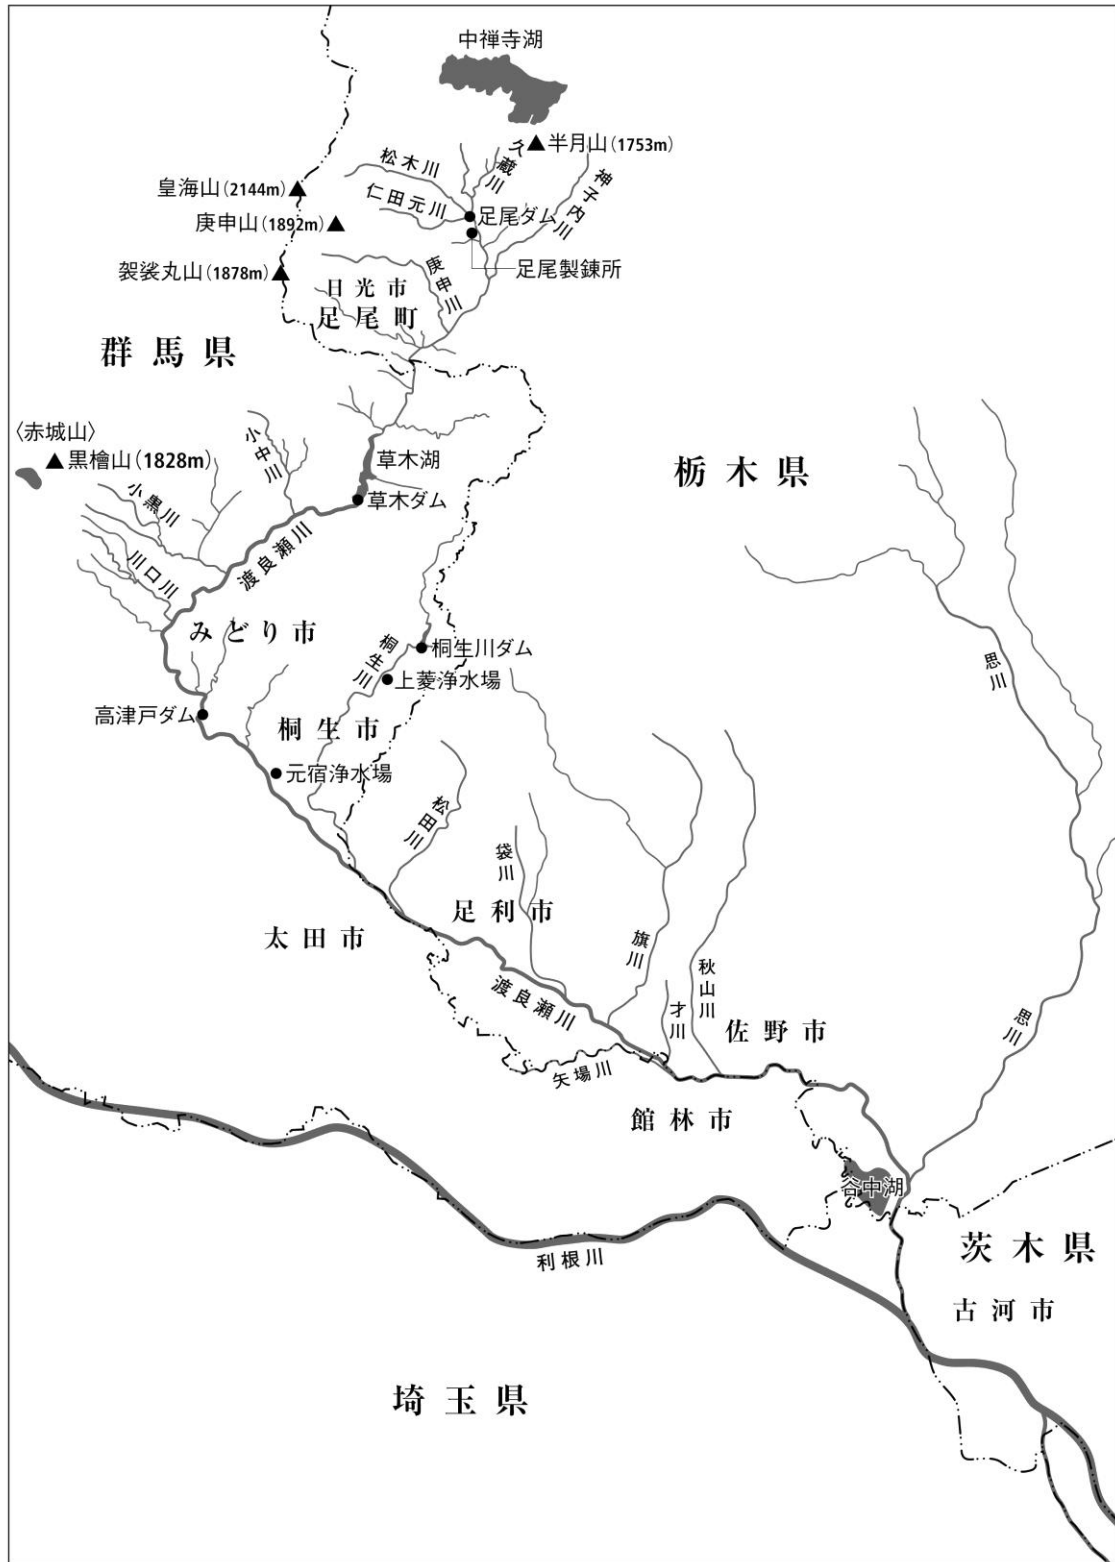 中禅寺湖
半月山(1753m)
久蔵川
松木川
神子内川
皇海山(2144m)
仁田元川
足尾ダム
庚申山(1892m)
足尾製錬所
袈裟丸山(1878m)
庚申川
日光市
足尾町
群馬県
〈赤城山〉
黒檜山(1828m)
小中川
草木湖
栃木県
小黒川
草木ダム
渡良瀬川
川口川
みどり市
桐生川ダム
桐生川
上菱浄水場
思川
高津戸ダム
桐生市
元宿浄水場
松田川
袋川
足利市
太田市
旗川
秋山川
渡良瀬川
才川
佐野市
思川
矢場川
館林市
谷中湖
茨木県
利根川
古河市
埼玉県